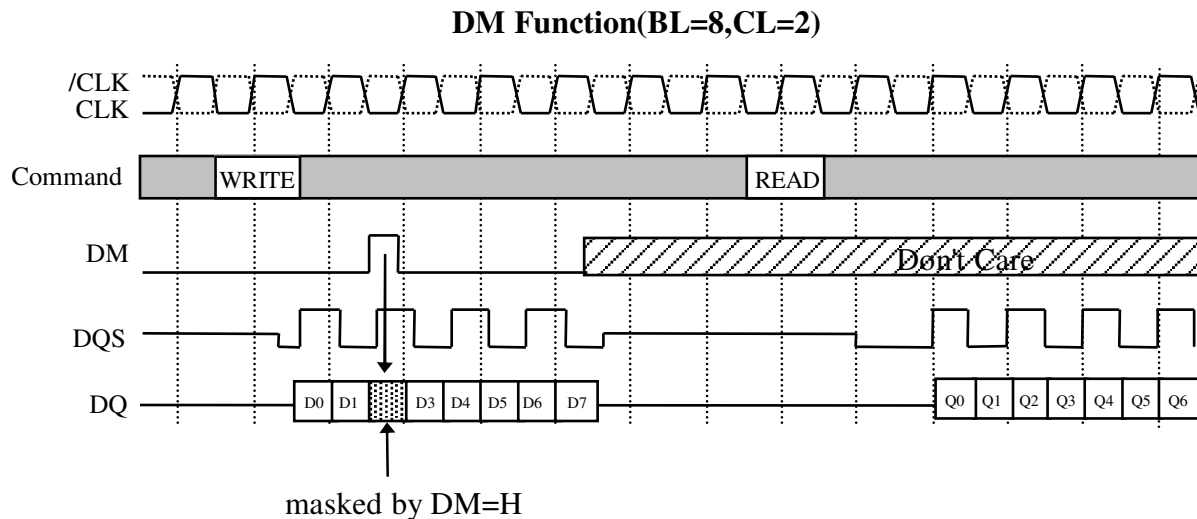 DM Function(BL=8,CL=2)
/CLK
CLK
Command WRITE READ
DM Don't Care
DQS
DQ D0 D1 D3 D4 D5 D6 D7 Q0 Q1 Q2 Q3 Q4 Q5 Q6
masked by DM=H